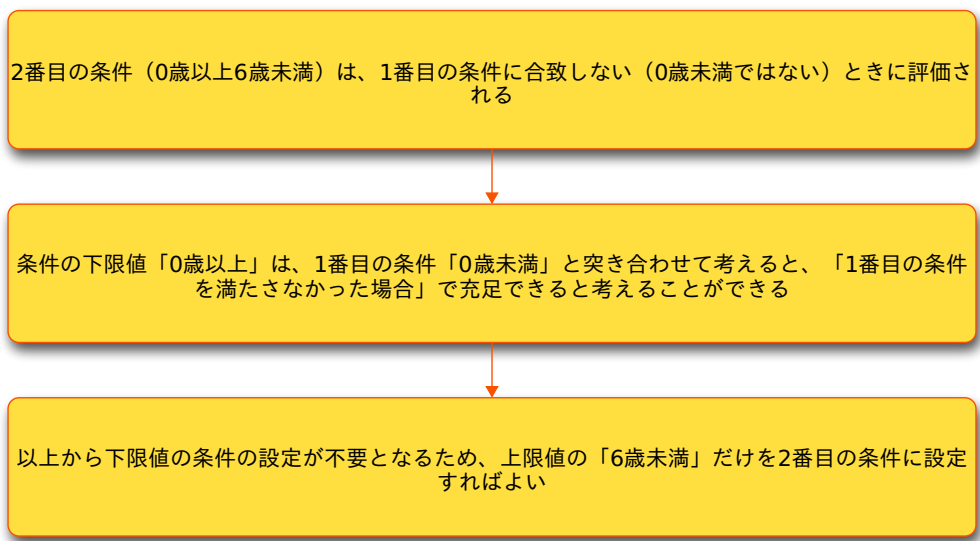 2番目の条件（0歳以上6歳未満）は、1番目の条件に合致しない（0歳未満ではない）ときに評価さ
れる
条件の下限値「0歳以上」は、1番目の条件「0歳未満」と突き合わせて考えると、「1番目の条件
を満たさなかった場合」で充足できると考えることができる
以上から下限値の条件の設定が不要となるため、上限値の「6歳未満」だけを2番目の条件に設定
すればよい